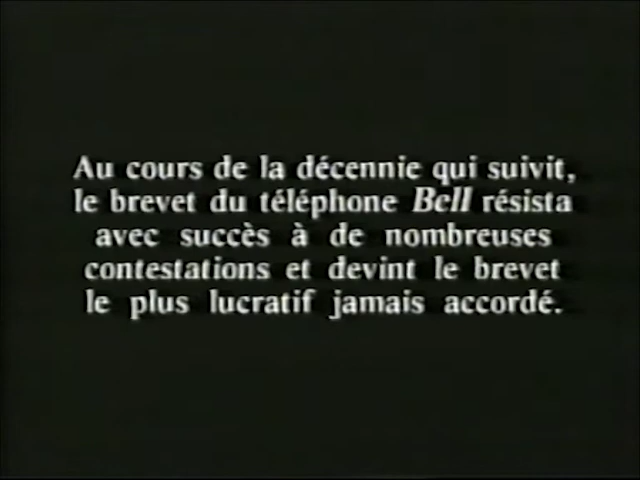 Au cours de la décennie qui suivit,
le brevet du téléphone Bell résista
avec succès à de nombreuses
contestations et devint le brevet
le plus lucratif jamais accordé.